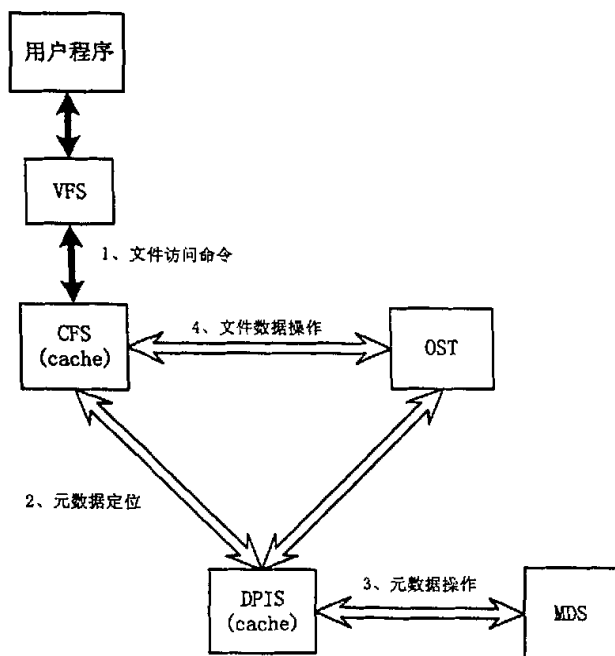 用户程序
VFS
1、文件访问命令
CFS
(cache)
4、文件数据操作
OST
2、元数据定位
DPIS
(cache)
3、元数据操作
MDS